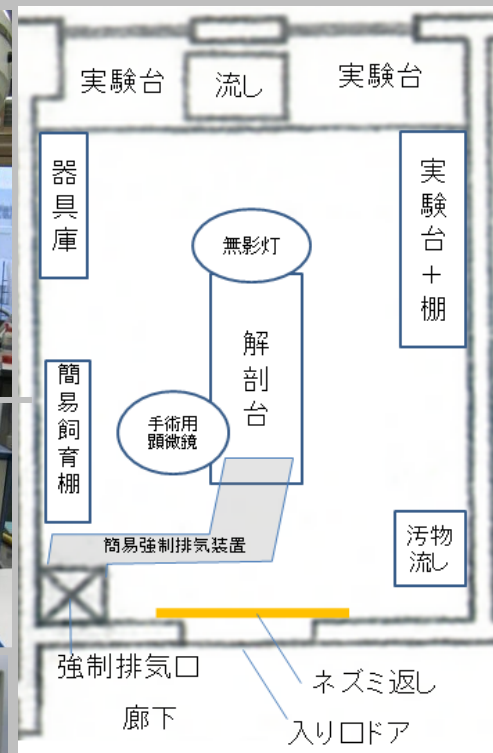 実験台
流し
実験台
器具庫
実験台+棚
無影灯
解剖台
簡易飼育棚
手術用
顕微鏡
簡易強制排気装置
汚物
流し
強制排気口
ネズミ返し
廊下
入り口ドア